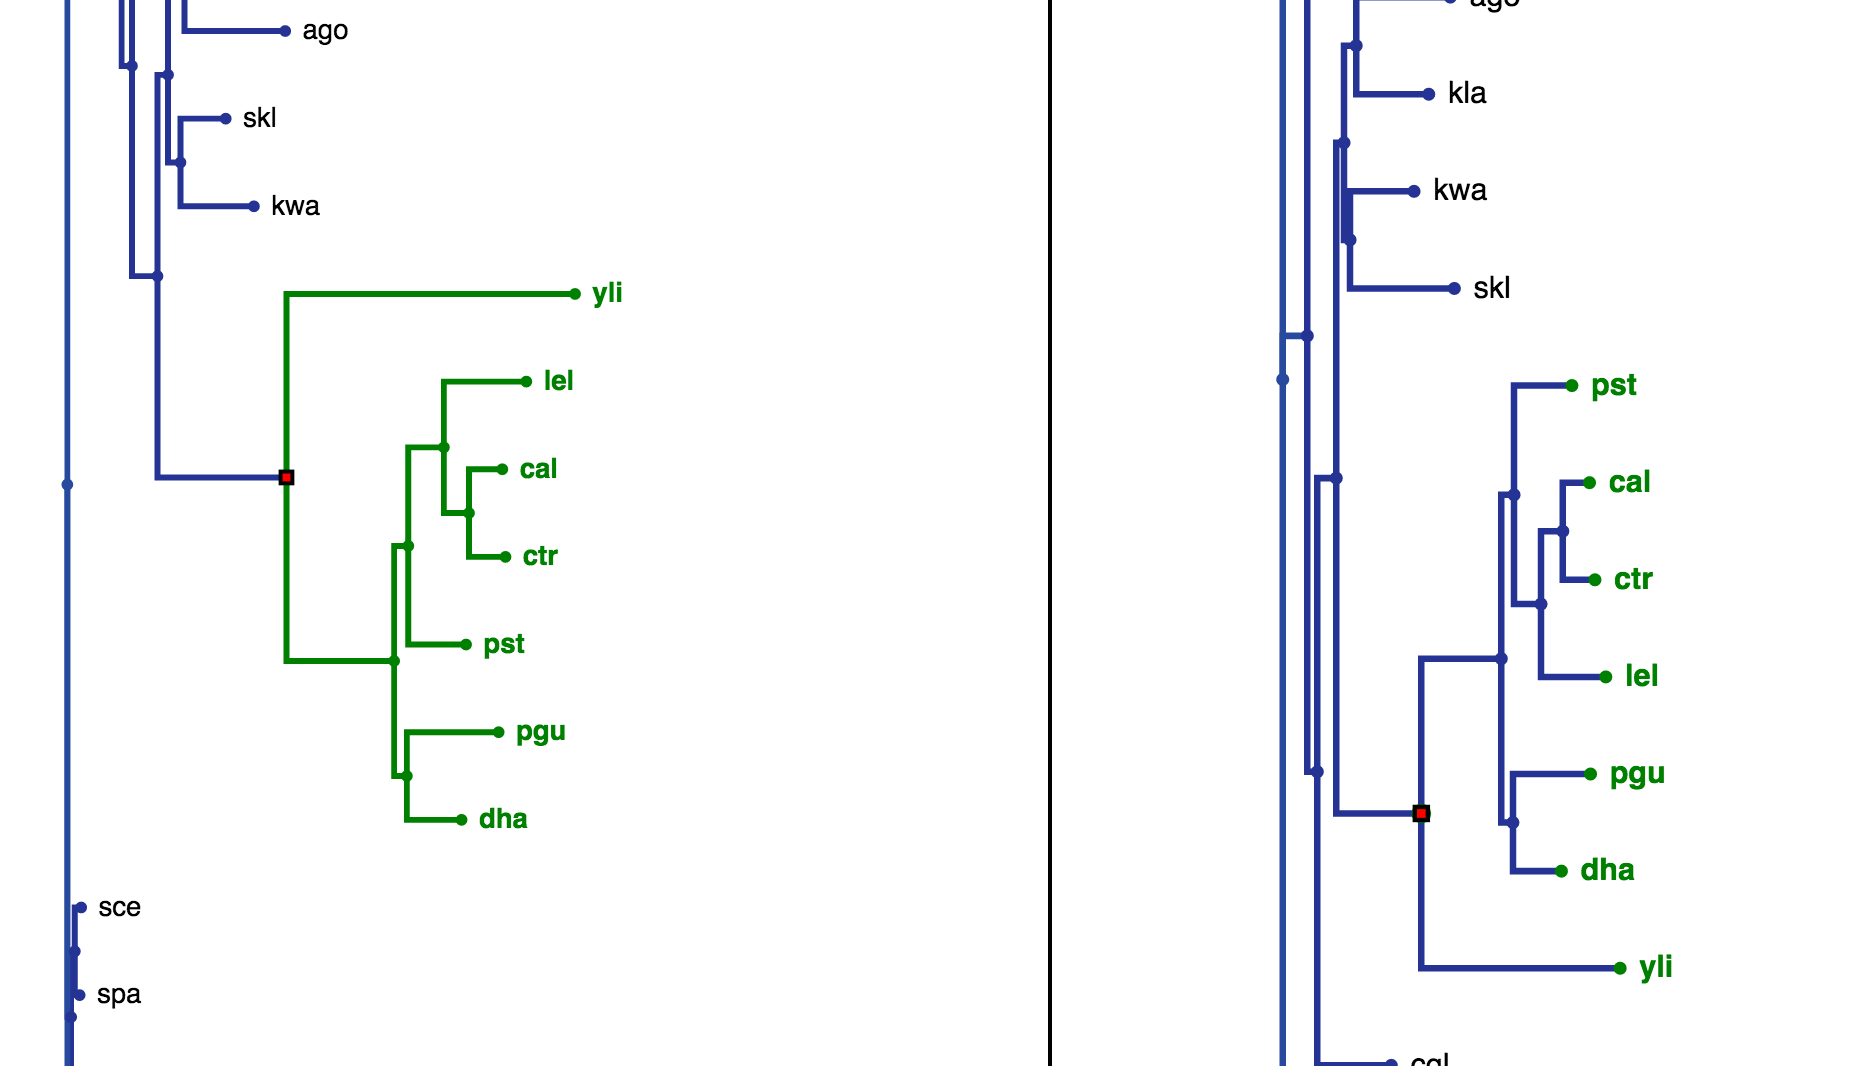 ago
skl
kwa
yli
lel
cal
ctr
pst
pgu
dha
sce
spa
ago
kla
kwa
skl
pst
cal
ctr
lel
pgu
dha
yli
cgl